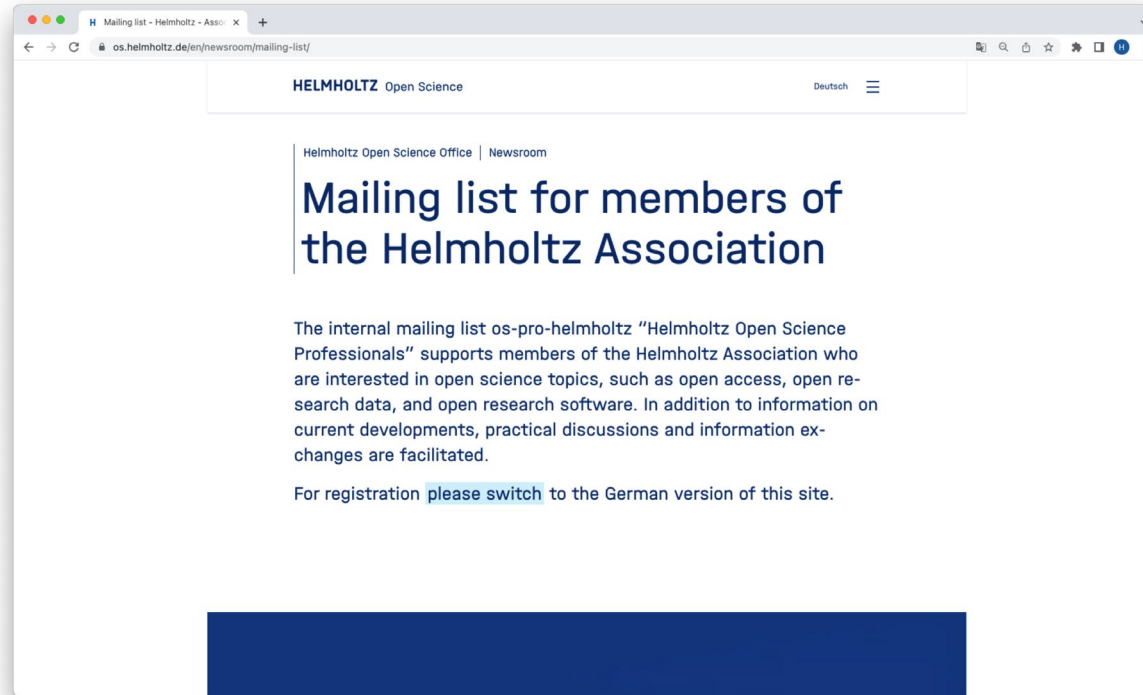 H Mailing list - Helmholtz - Assoc
os.helmholtz.de/en/newsroom/mailing-list/
H
HELMHOLTZ Open Science
Deutsch
Helmholtz Open Science Office | Newsroom
Mailing list for members of
the Helmholtz Association
The internal mailing list os-pro-helmholtz “Helmholtz Open Science
Professionals” supports members of the Helmholtz Association who
are interested in open science topics, such as open access, open re-
search data, and open research software. In addition to information on
current developments, practical discussions and information ex-
changes are facilitated.
For registration please switch to the German version of this site.